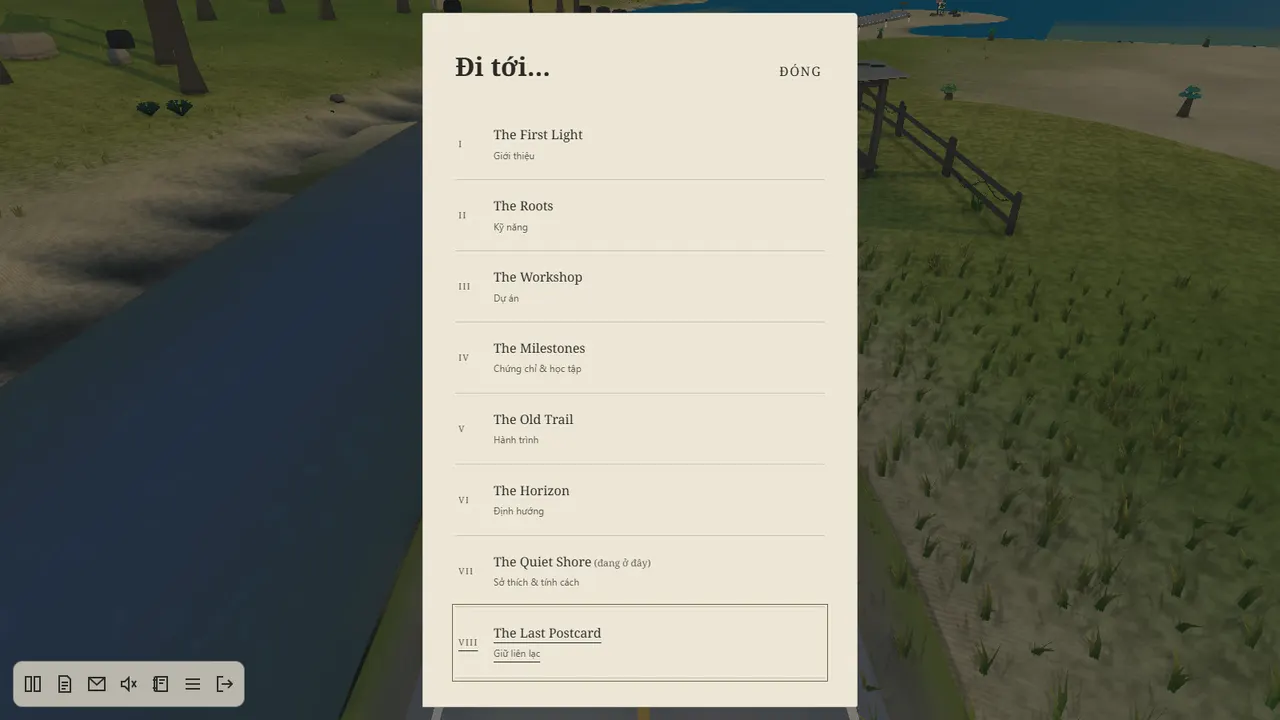 Đi tới...
ĐÓNG
I
The First Light
Giới thiệu
II
The Roots
Kỹ năng
III
The Workshop
Dự án
IV
The Milestones
Chứng chỉ & học tập
V
The Old Trail
Hành trình
VI
The Horizon
Định hướng
VII
The Quiet Shore (đang ở đây)
Sở thích & tính cách
VIII
The Last Postcard
Giữ liên lạc